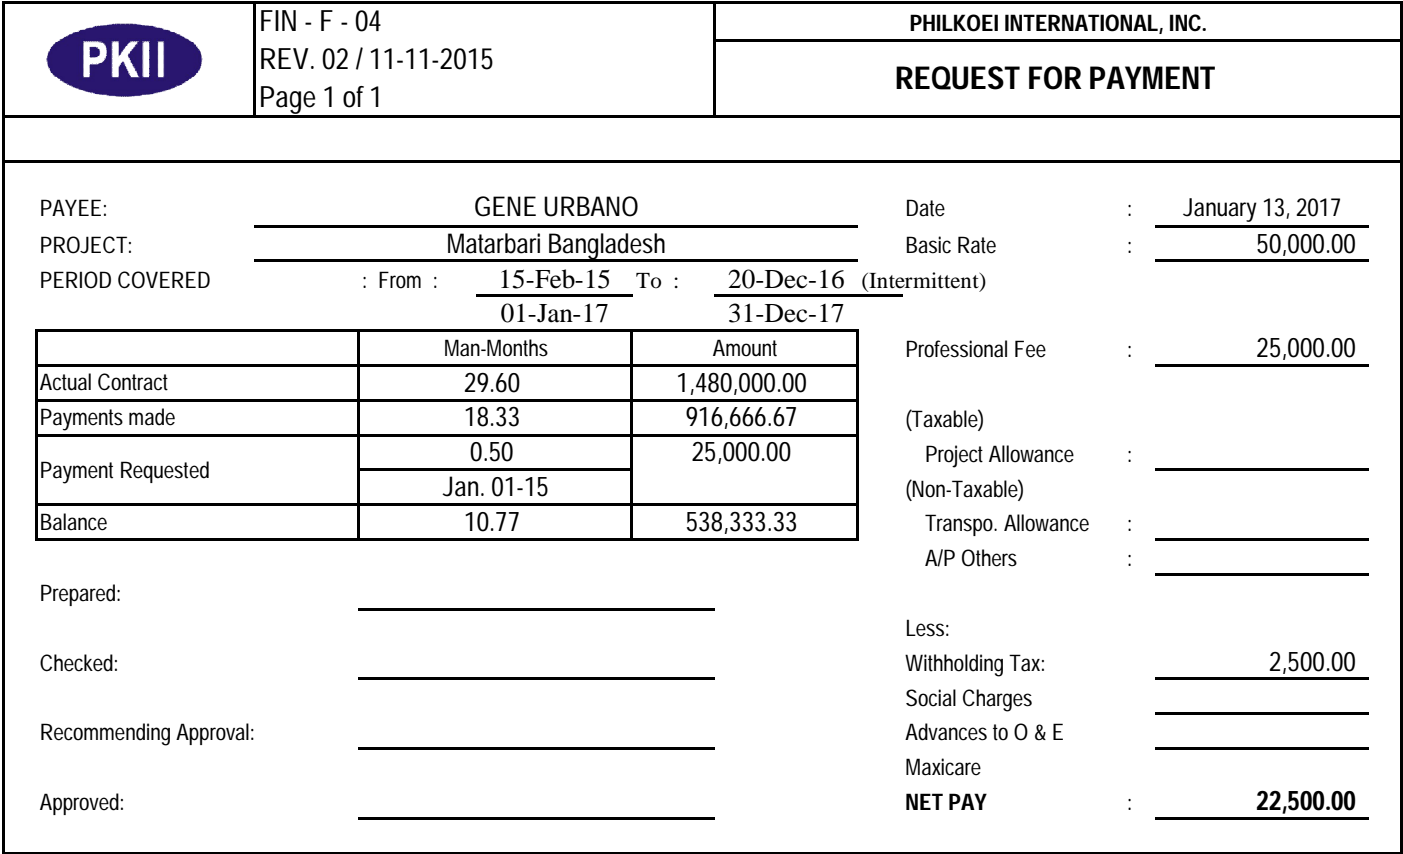 PKII
FIN - F - 04
REV. 02 / 11-11-2015
Page 1 of 1
PHILKOEI INTERNATIONAL, INC.
REQUEST FOR PAYMENT
PAYEE: GENE URBANO Date : January 13, 2017
PROJECT: Matarbari Bangladesh Basic Rate : 50,000.00
PERIOD COVERED : From : 15-Feb-15 To : 20-Dec-16 (Intermittent)
01-Jan-17 31-Dec-17
Man-Months Amount Professional Fee : 25,000.00
Actual Contract 29.60 1,480,000.00
Payments made 18.33 916,666.67 (Taxable)
Payment Requested 0.50 25,000.00 Project Allowance :
Jan. 01-15 (Non-Taxable)
Balance 10.77 538,333.33 Transpo. Allowance :
A/P Others :
Prepared:
Less:
Checked: Withholding Tax: 2,500.00
Social Charges
Recommending Approval: Advances to O & E
Maxicare
Approved: NET PAY : 22,500.00